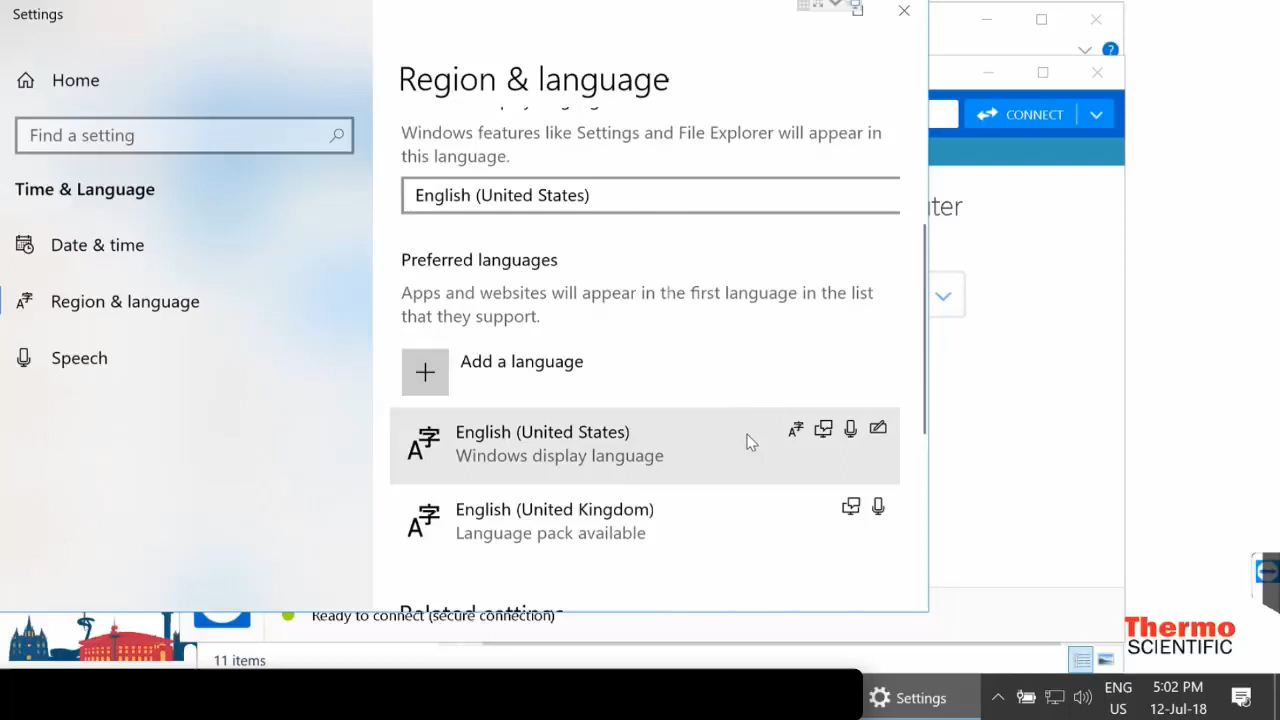 Settings
Home
Find a setting
Time & Language
Date & time
Region & language
Speech
Region & language
Windows features like Settings and File Explorer will appear in
this language.
English (United States)
Preferred languages
Apps and websites will appear in the first language in the list
that they support.
Add a language
English (United States)
Windows display language
English (United Kingdom)
Language pack available
Related settings
CONNECT
Ready to connect (secure connection)
11 items
Thermo
SCIENTIFIC
Settings
ENG
US
5:02 PM
12-Jul-18